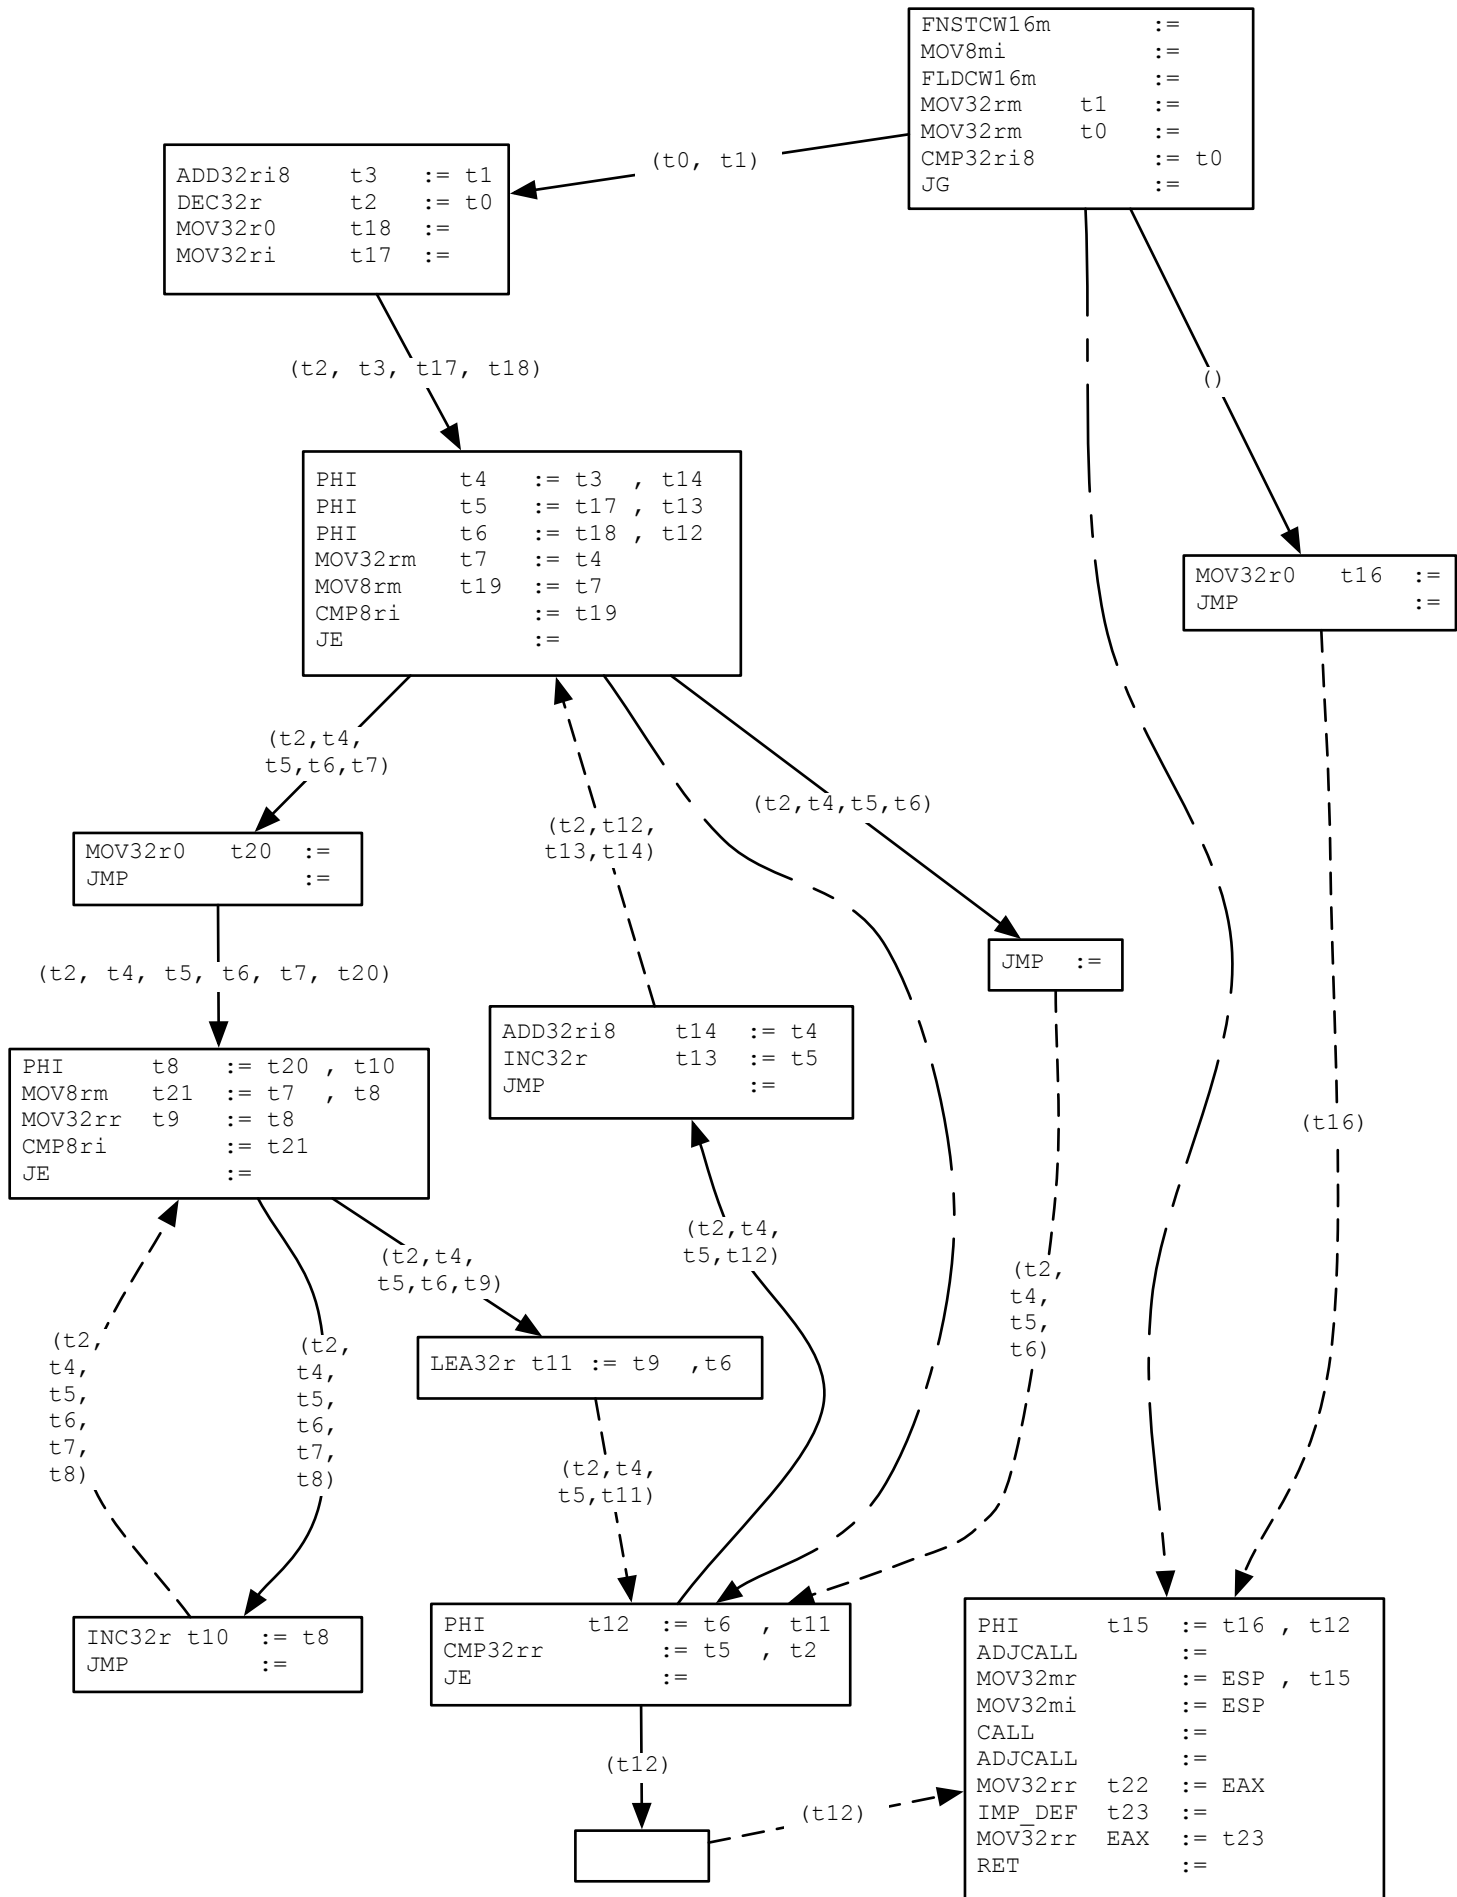 FNSTCW16m :=
MOV8mi :=
FLDCW16m :=
MOV32rm t1 :=
MOV32rm t0 :=
CMP32ri8 := t0
JG :=
(t0, t1)
ADD32ri8 t3 := t1
DEC32r t2 := t0
MOV32r0 t18 :=
MOV32ri t17 :=
(t2, t3, t17, t18)
()
PHI t4 := t3 , t14
PHI t5 := t17 , t13
PHI t6 := t18 , t12
MOV32rm t7 := t4
MOV8rm t19 := t7
CMP8ri := t19
JE :=
MOV32r0 t16 :=
JMP :=
(t2,t4,
t5,t6,t7)
(t2,t12,
t13,t14)
(t2,t4,t5,t6)
MOV32r0 t20 :=
JMP :=
(t2, t4, t5, t6, t7, t20)
JMP :=
ADD32ri8 t14 := t4
INC32r t13 := t5
JMP :=
PHI t8 := t20 , t10
MOV8rm t21 := t7 , t8
MOV32rr t9 := t8
CMP8ri := t21
JE :=
(t16)
(t2,t4,
t5,t6,t9)
(t2,t4,
t5,t12)
(t2,
t4,
t5,
t6)
(t2,
t4,
t5,
t6,
t7,
t8)
(t2,
t4,
t5,
t6,
t7,
t8)
LEA32r t11 := t9 ,t6
(t2,t4,
t5,t11)
INC32r t10 := t8
JMP :=
PHI t12 := t6 , t11
CMP32rr := t5 , t2
JE :=
(t12)
(t12)
PHI t15 := t16 , t12
ADJCALL :=
MOV32mr := ESP , t15
MOV32mi := ESP
CALL :=
ADJCALL :=
MOV32rr t22 := EAX
IMP_DEF t23 :=
MOV32rr EAX := t23
RET :=